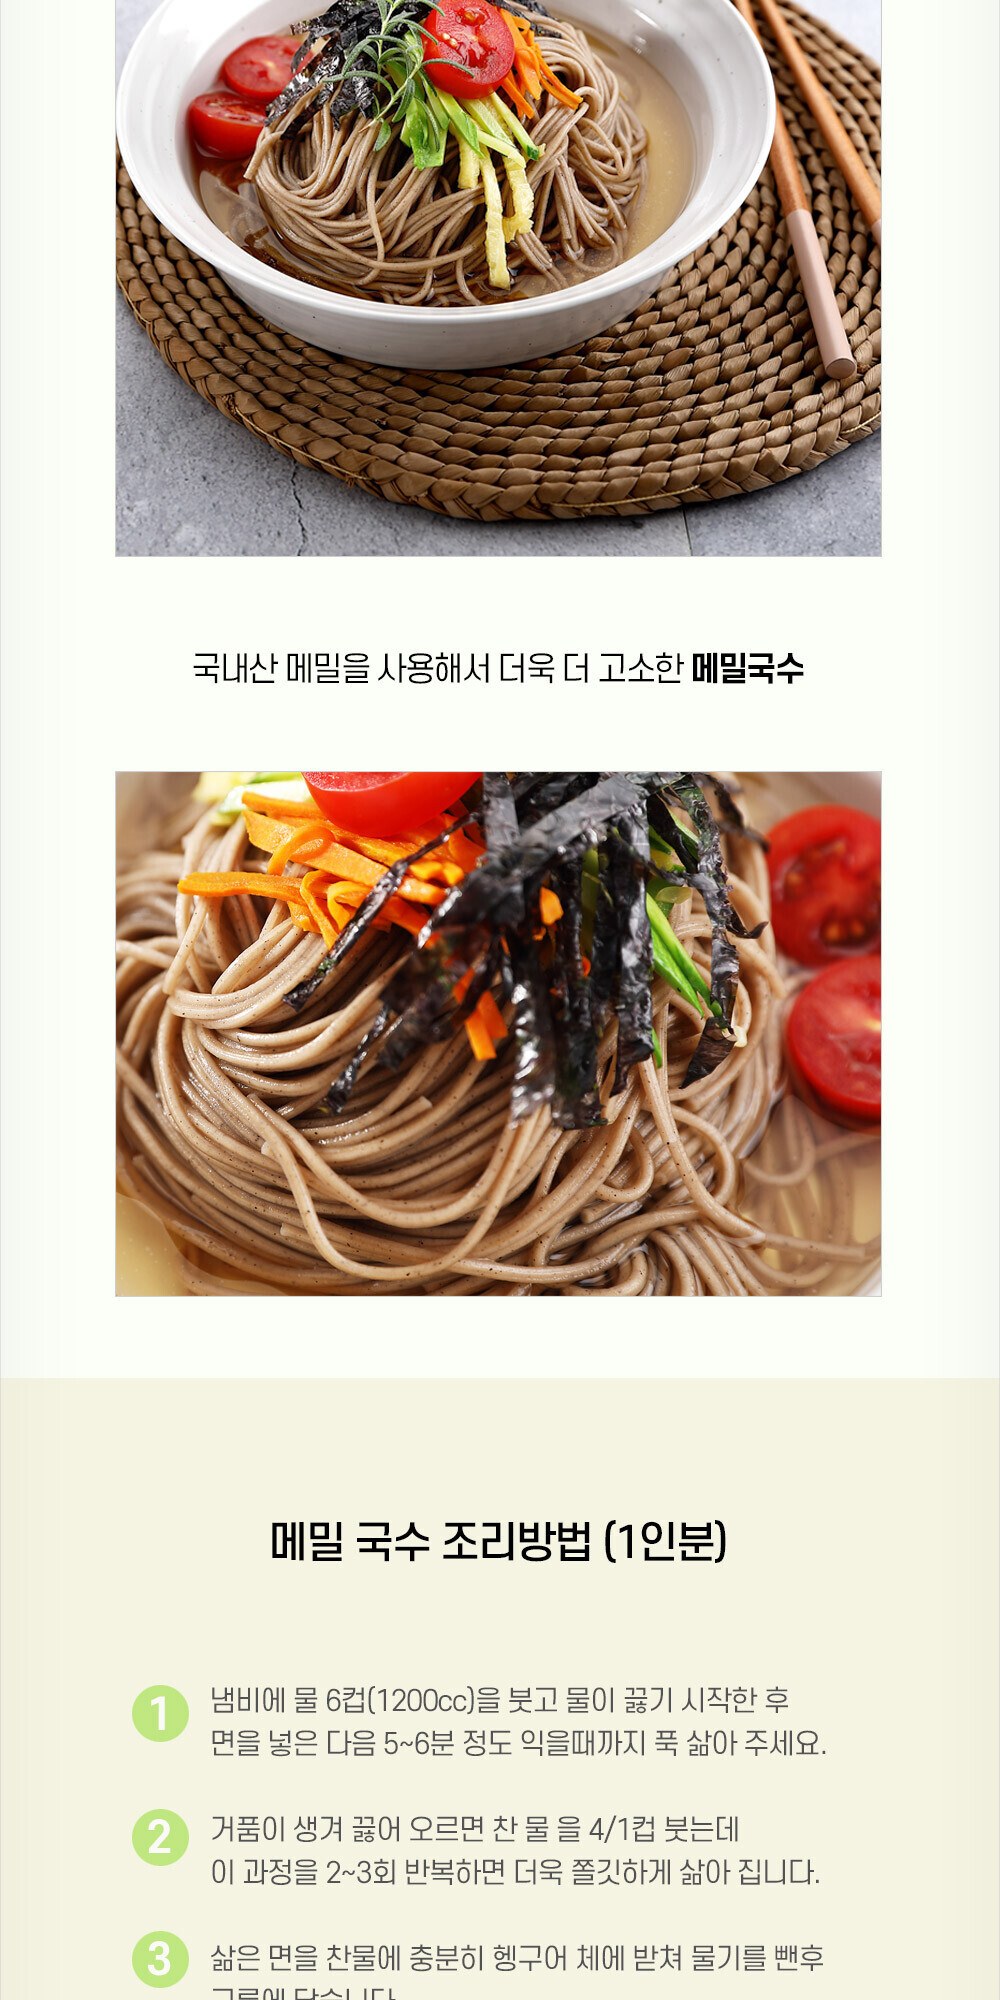 국내산 메밀을 사용해서 더욱 더 고소한 메밀국수
메밀 국수 조리방법 (1인분)
1 냄비에 물 6컵(1200cc)을 붓고 물이 끓기 시작한 후
면을 넣은 다음 5~6분 정도 익을때까지 푹 삶아 주세요.
2 거품이 생겨 끓어 오르면 찬 물 을 4/1컵 붓는데
이 과정을 2~3회 반복하면 더욱 쫄깃하게 삶아 집니다.
3 삶은 면을 찬물에 충분히 헹구어 체에 받쳐 물기를 뺀후